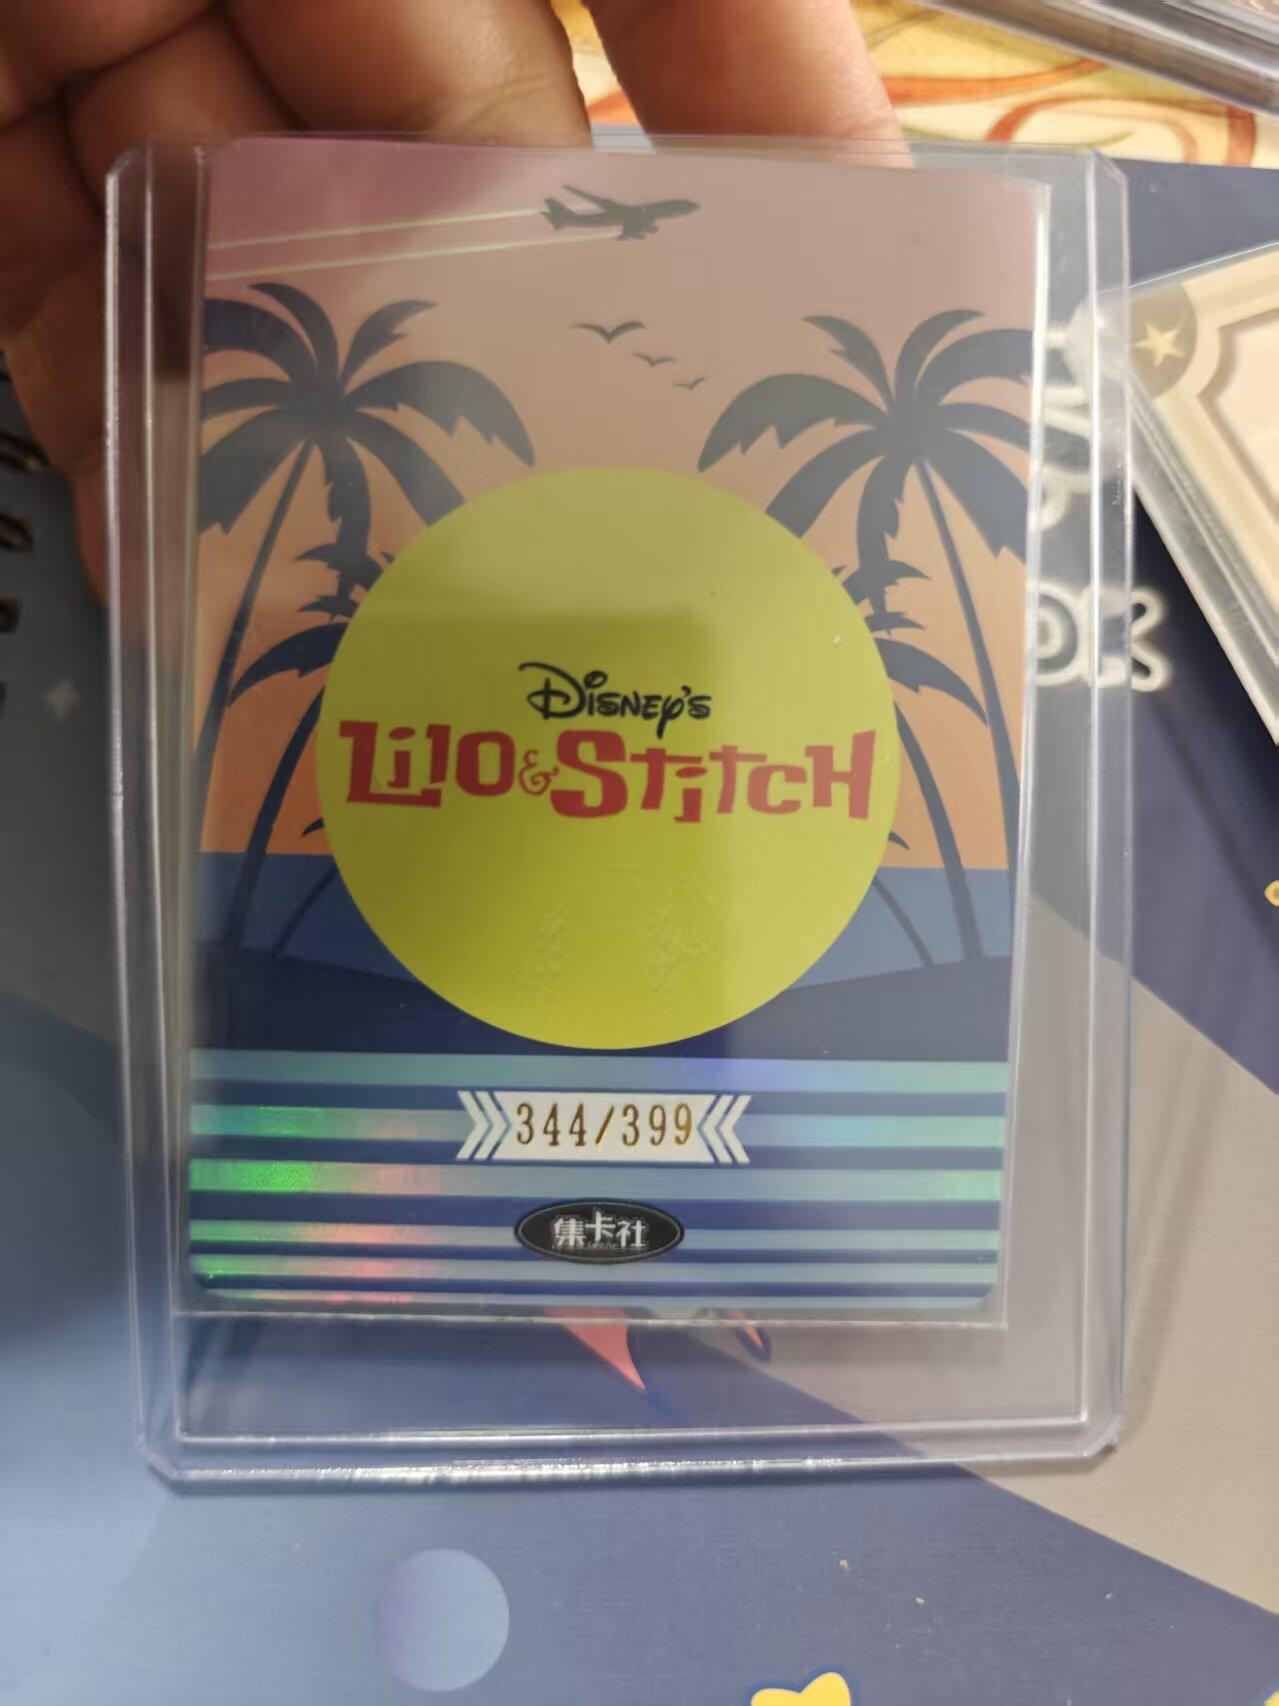 DISNEY'S
Lilo & Stitch
344/399
集卡社